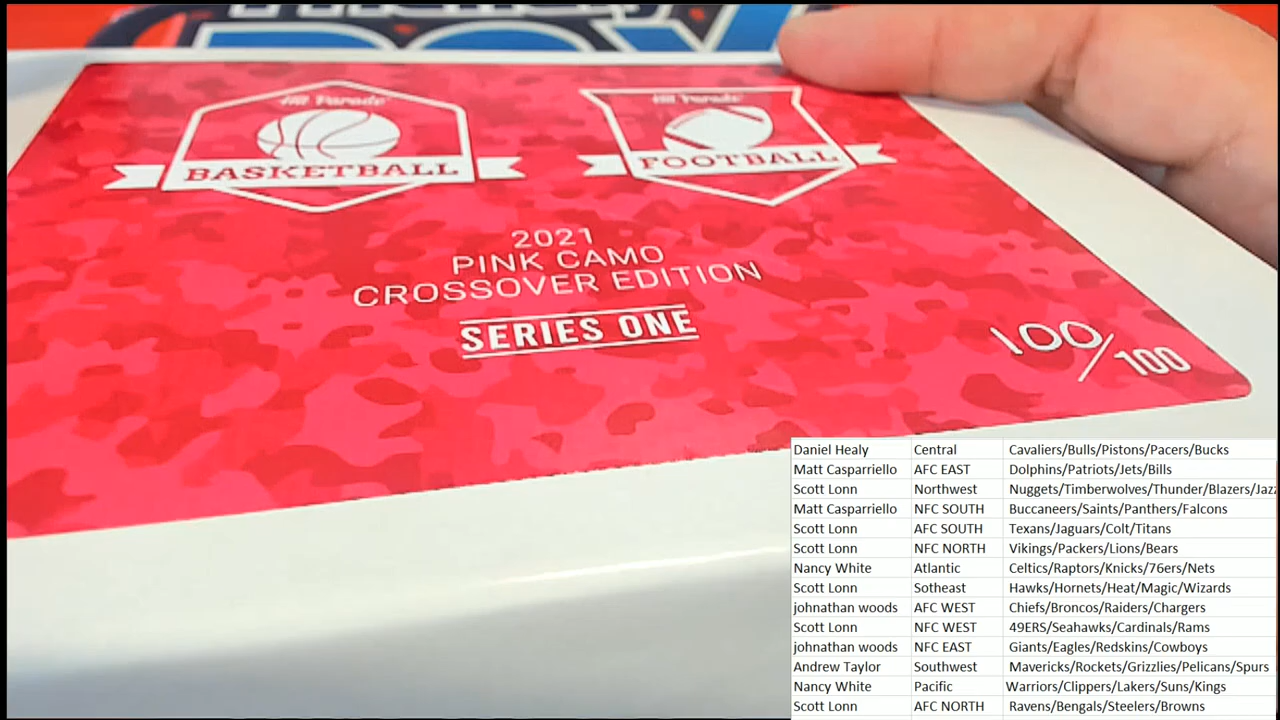 Hit Parade
BASKETBALL
Hit Parade
FOOTBALL
2021
PINK CAMO
CROSSOVER EDITION
SERIES ONE
100/100
Daniel Healy Central Cavaliers/Bulls/Pistons/Pacers/Bucks
Matt Casparriello AFC EAST Dolphins/Patriots/Jets/Bills
Scott Lonn Northwest Nuggets/Timberwolves/Thunder/Blazers/Jazz
Matt Casparriello NFC SOUTH Buccaneers/Saints/Panthers/Falcons
Scott Lonn AFC SOUTH Texans/Jaguars/Colt/Titans
Scott Lonn NFC NORTH Vikings/Packers/Lions/Bears
Nancy White Atlantic Celtics/Raptors/Knicks/76ers/Nets
Scott Lonn Sotheast Hawks/Hornets/Heat/Magic/Wizards
johnathan woods AFC WEST Chiefs/Broncos/Raiders/Chargers
Scott Lonn NFC WEST 49ERS/Seahawks/Cardinals/Rams
johnathan woods NFC EAST Giants/Eagles/Redskins/Cowboys
Andrew Taylor Southwest Mavericks/Rockets/Grizzlies/Pelicans/Spurs
Nancy White Pacific Warriors/Clippers/Lakers/Suns/Kings
Scott Lonn AFC NORTH Ravens/Bengals/Steelers/Browns